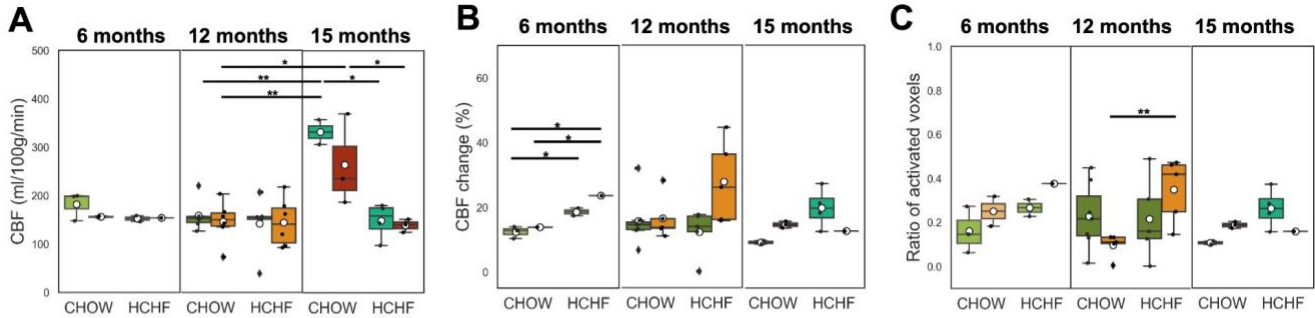 A
6 months 12 months 15 months
CBF (ml/100g/min)
500
400
300
200
100
0
* *
** *
**
CHOW HCHF CHOW HCHF CHOW HCHF
B
6 months 12 months 15 months
CBF change (%)
60
40
20
0
*
*
*
CHOW HCHF CHOW HCHF CHOW HCHF
C
6 months 12 months 15 months
Ratio of activated voxels
1.0
0.8
0.6
0.4
0.2
0.0
**
CHOW HCHF CHOW HCHF CHOW HCHF